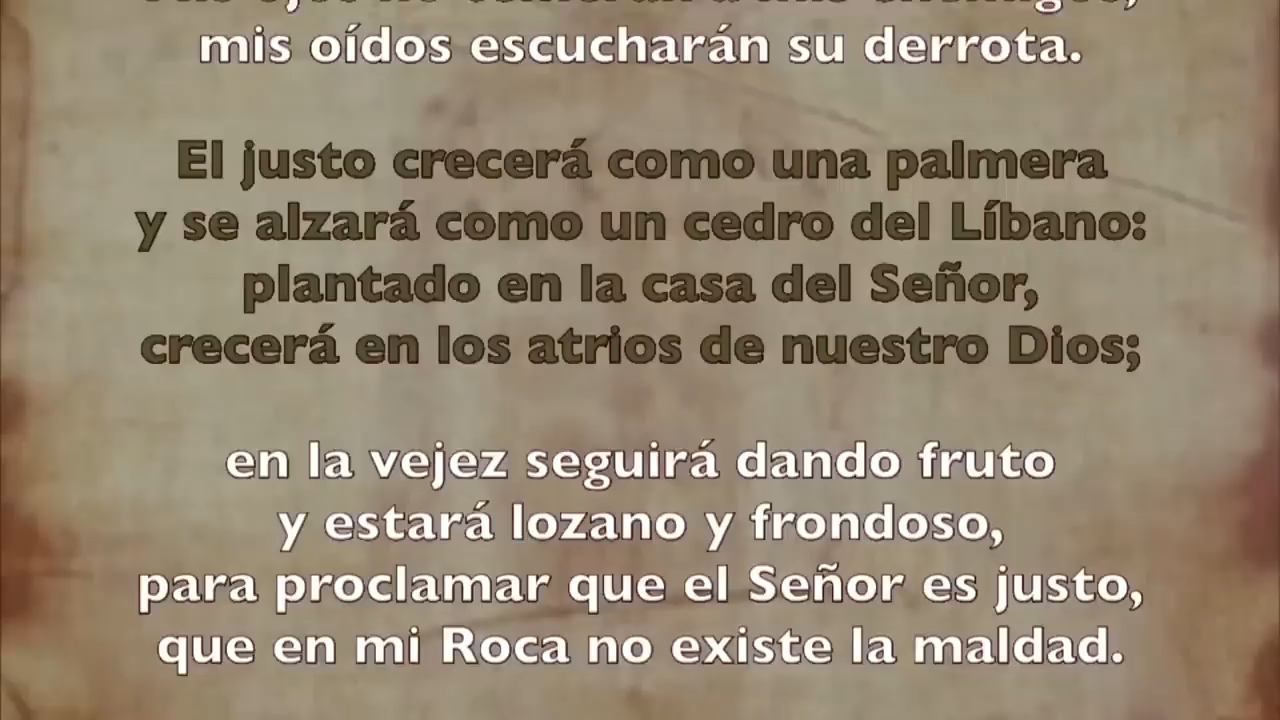 mis oídos escucharán su derrota.
El justo crecerá como una palmera
y se alzará como un cedro del Líbano:
plantado en la casa del Señor,
crecerá en los atrios de nuestro Dios;
en la vejez seguirá dando fruto
y estará lozano y frondoso,
para proclamar que el Señor es justo,
que en mi Roca no existe la maldad.